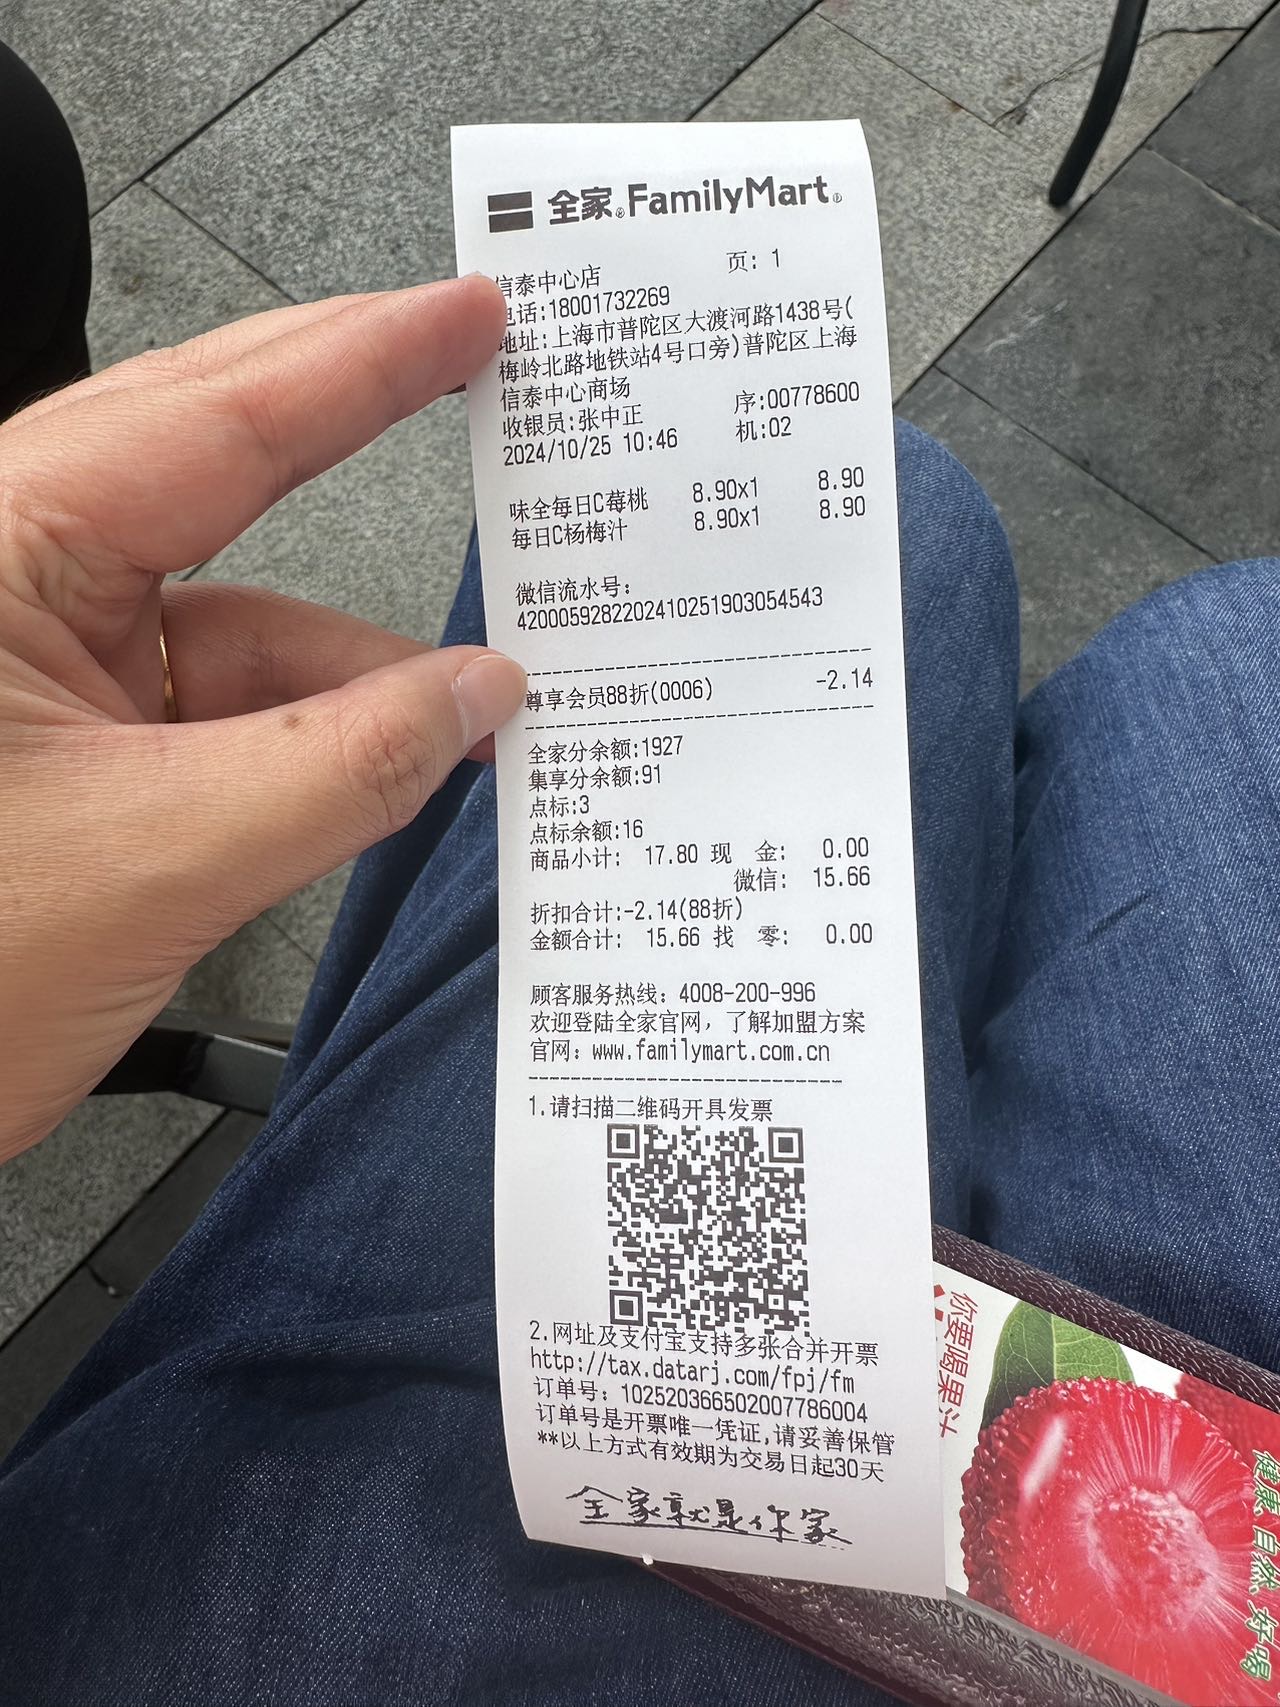 全家 FamilyMart
页: 1
信泰中心店
电话:18001732269
地址:上海市普陀区大渡河路1438号(
梅岭北路地铁站4号口旁)普陀区上海
信泰中心商场
收银员:张中正 序:00778600
2024/10/25 10:46 机:02
味全每日C莓桃 8.90x1 8.90
每日C杨梅汁 8.90x1 8.90
微信流水号:
4200059282202410251903054543
尊享会员88折(0006) -2.14
全家分余额:1927
集享分余额:91
点标:3
点标余额:16
商品小计: 17.80 现 金: 0.00
微信: 15.66
折扣合计:-2.14(88折)
金额合计: 15.66 找 零: 0.00
顾客服务热线: 4008-200-996
欢迎登陆全家官网，了解加盟方案
官网: www.familymart.com.cn
1.请扫描二维码开具发票
2.网址及支付宝支持多张合并开票
http://tax.datarj.com/fpj/fm
订单号: 102520366502007786004
订单号是开票唯一凭证,请妥善保管
**以上方式有效期为交易日起30天
全家就是你家
你要喝果汁
健康 自然 好喝